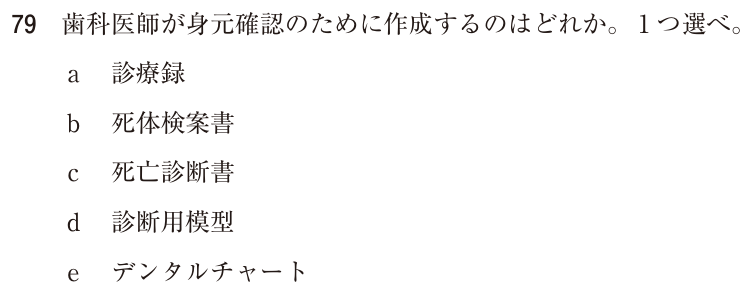 79 歯科医師が身元確認のために作成するのはどれか。1つ選べ。
a 診療録
b 死体検案書
c 死亡診断書
d 診断用模型
e デンタルチャート